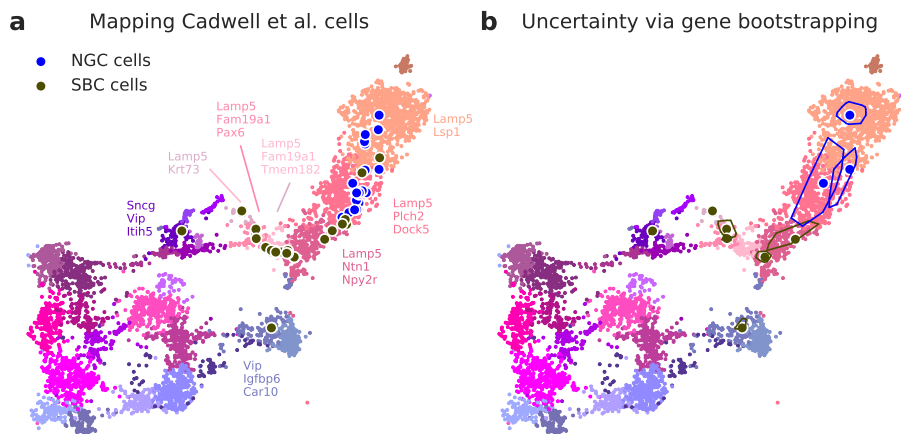 a
Mapping Cadwell et al. cells
NGC cells
SBC cells
Lamp5
Fam19a1
Pax6
Lamp5
Fam19a1
Tmem182
Lamp5
Krt73
Lamp5
Lsp1
Sncg
Vip
Itih5
Lamp5
Plch2
Dock5
Lamp5
Ntn1
Npy2r
Vip
Igfbp6
Car10
b
Uncertainty via gene bootstrapping